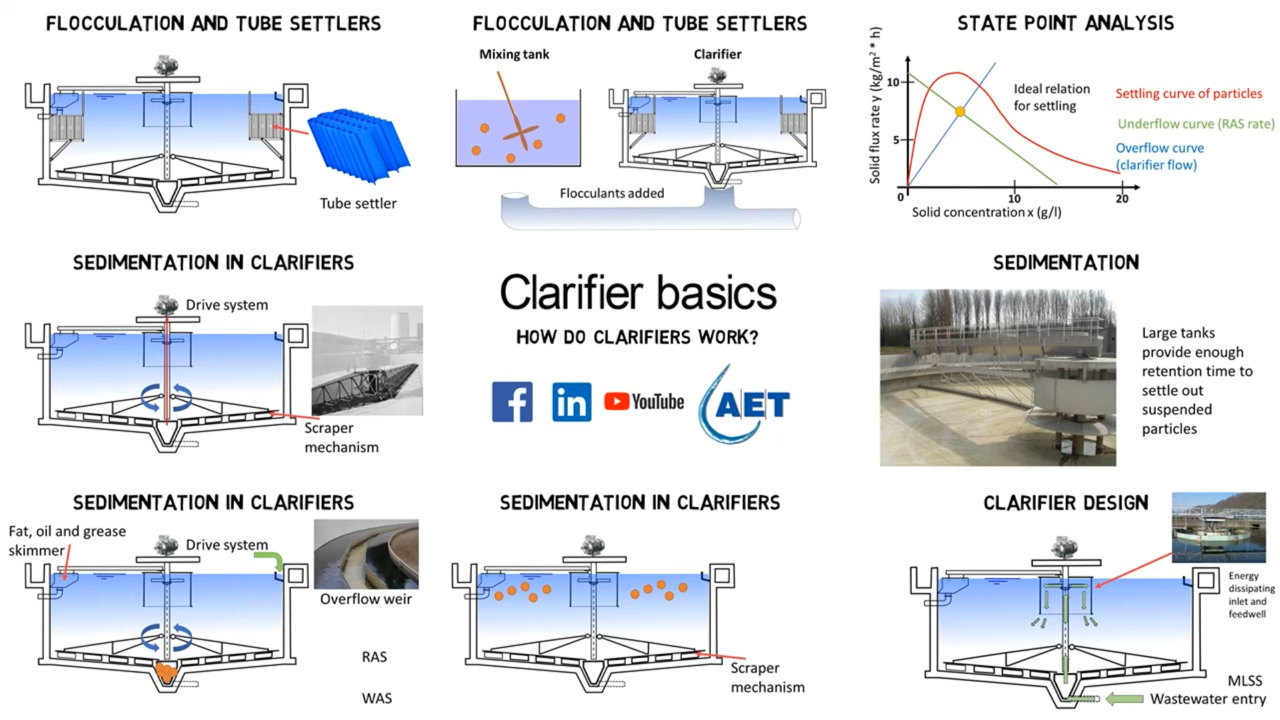 FLOCCULATION AND TUBE SETTLERS
Tube settler
FLOCCULATION AND TUBE SETTLERS
Mixing tank
Clarifier
Flocculants added
STATE POINT ANALYSIS
Solid flux rate y (kg/m² * h)
10
5
0
0
10
20
Solid concentration x (g/l)
Ideal relation
for settling
Settling curve of particles
Underflow curve (RAS rate)
Overflow curve
(clarifier flow)
SEDIMENTATION IN CLARIFIERS
Drive system
Scraper
mechanism
Clarifier basics
HOW DO CLARIFIERS WORK?
f
in
YouTube
AET
SEDIMENTATION
Large tanks
provide enough
retention time to
settle out
suspended
particles
SEDIMENTATION IN CLARIFIERS
Fat, oil and grease
skimmer
Drive system
Overflow weir
RAS
WAS
SEDIMENTATION IN CLARIFIERS
Scraper
mechanism
CLARIFIER DESIGN
Energy
dissipating
inlet and
feedwell
MLSS
Wastewater entry